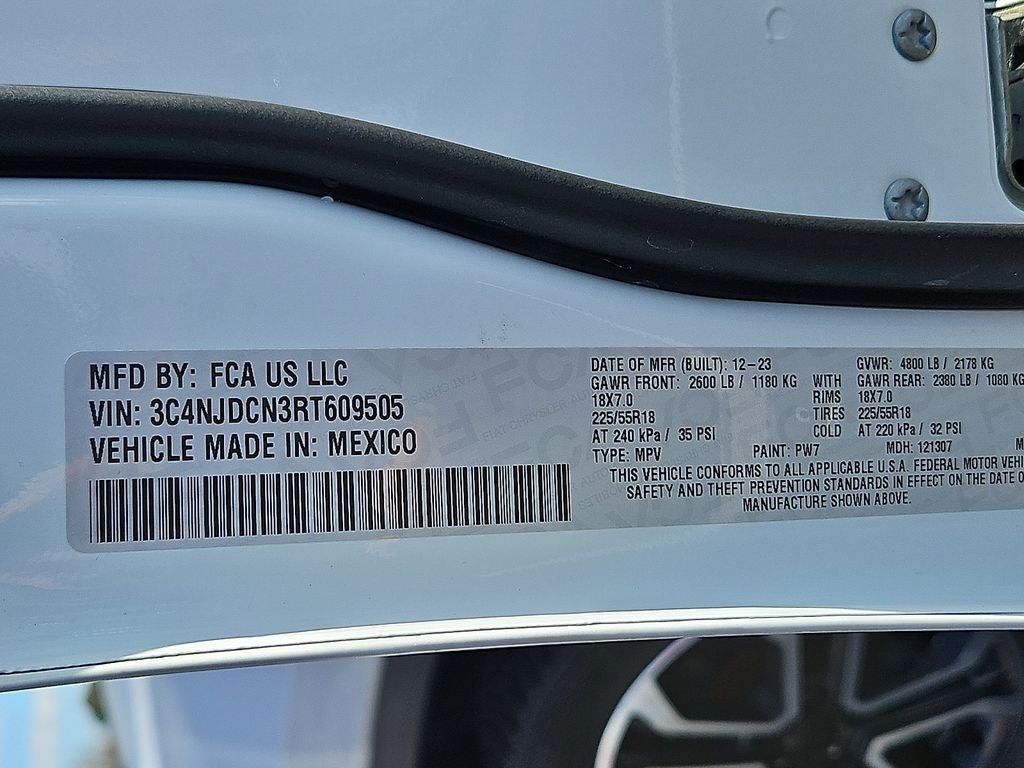 MFD BY: FCA US LLC
VIN: 3C4NJDCN3RT609505
VEHICLE MADE IN: MEXICO
DATE OF MFR (BUILT): 12-23 GVWR: 4800 LB / 2178 KG
GAWR FRONT: 2600 LB / 1180 KG WITH GAWR REAR: 2380 LB / 1080 KG
18X7.0 RIMS 18X7.0
225/55R18 TIRES 225/55R18
AT 240 kPa / 35 PSI COLD AT 220 kPa / 32 PSI
TYPE: MPV PAINT: PW7 MDH: 121307 M
THIS VEHICLE CONFORMS TO ALL APPLICABLE U.S.A. FEDERAL MOTOR VEH
SAFETY AND THEFT PREVENTION STANDARDS IN EFFECT ON THE DATE O
MANUFACTURE SHOWN ABOVE.